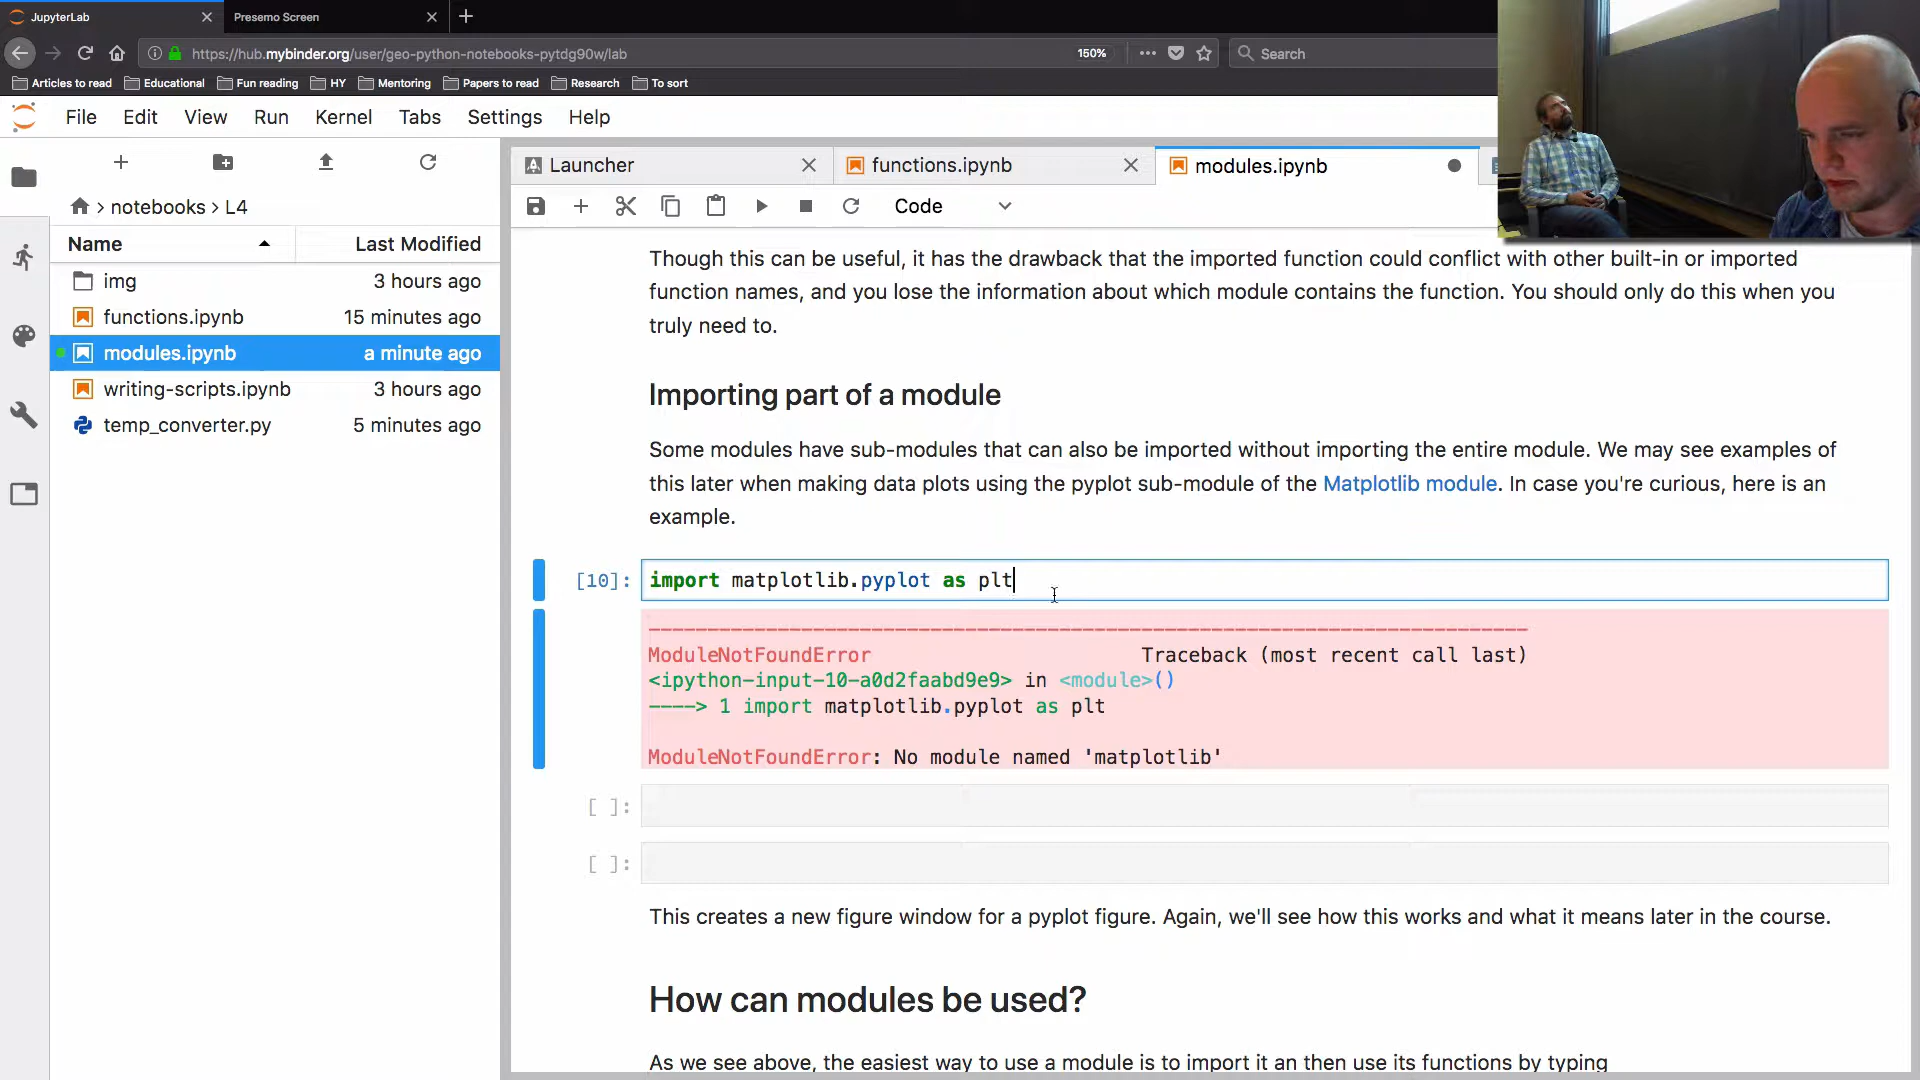 JupyterLab
Presemo Screen
https://hub.mybinder.org/user/geo-python-notebooks-pytdg90w/lab
150%
Search
Articles to read
Educational
Fun reading
HY
Mentoring
Papers to read
Research
To sort
File Edit View Run Kernel Tabs Settings Help
Launcher
functions.ipynb
modules.ipynb
> notebooks > L4
Code
Name Last Modified
img 3 hours ago
functions.ipynb 15 minutes ago
modules.ipynb a minute ago
writing-scripts.ipynb 3 hours ago
temp_converter.py 5 minutes ago
Though this can be useful, it has the drawback that the imported function could conflict with other built-in or imported
function names, and you lose the information about which module contains the function. You should only do this when you
truly need to.
Importing part of a module
Some modules have sub-modules that can also be imported without importing the entire module. We may see examples of
this later when making data plots using the pyplot sub-module of the Matplotlib module. In case you're curious, here is an
example.
[10]: import matplotlib.pyplot as plt
---------------------------------------------------------------------------
ModuleNotFoundError Traceback (most recent call last)
<ipython-input-10-a0d2faabd9e9> in <module>()
----> 1 import matplotlib.pyplot as plt
ModuleNotFoundError: No module named 'matplotlib'
[ ]:
[ ]:
This creates a new figure window for a pyplot figure. Again, we'll see how this works and what it means later in the course.
How can modules be used?
As we see above, the easiest way to use a module is to import it an then use its functions by typing